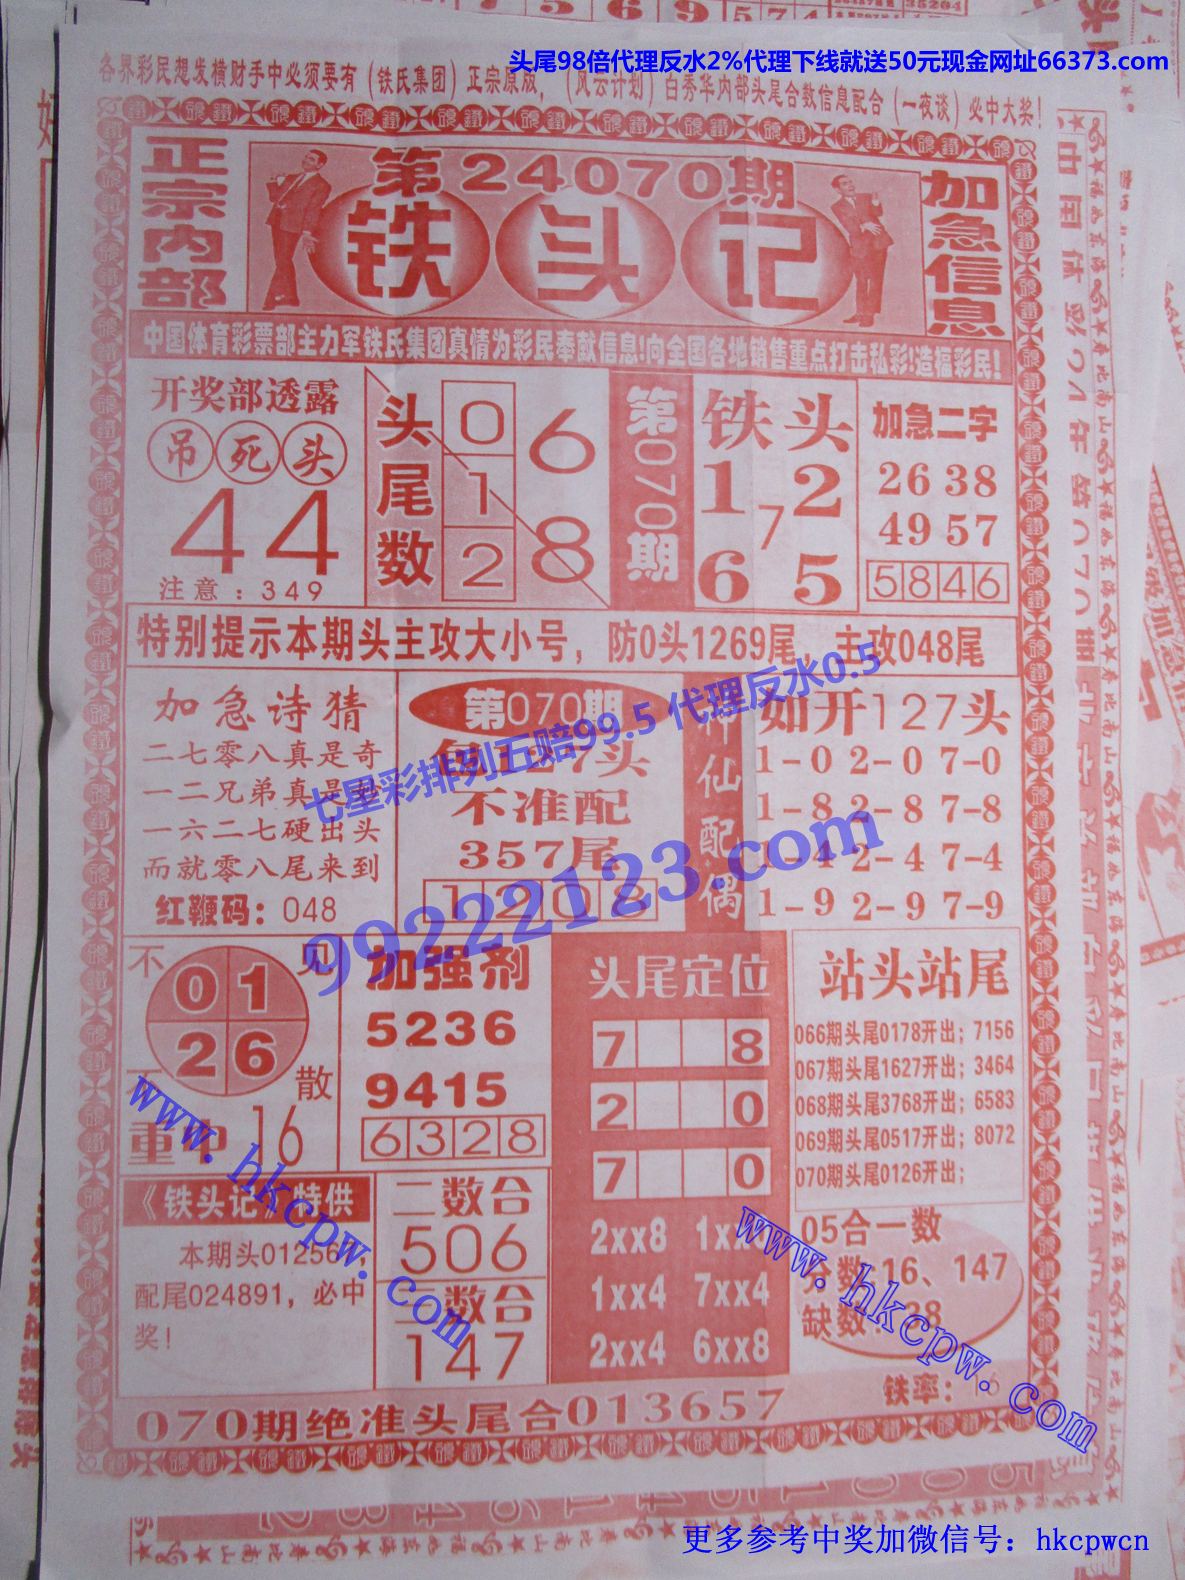 头尾98倍代理反水2%代理下线就送50元现金网址66373.com
各界彩民想发横财手中必须要有(铁氏集团)正宗原版,(风云计划)白秀华内部头尾合数信息配合(一夜谈)必中大奖!
正宗内部
第24070期
铁头记
加急信息
中国体育彩票部主力军铁氏集团真情为彩民奉献信息!向全国各地销售重点打击私彩!造福彩民!
开奖部透露
吊死头
44
注意:349
头尾数
0
1
2
6
8
第070期
铁头
1 2
7
6 5
加急二字
26 38
49 57
5846
特别提示本期头主攻大小号,防0头1269尾,主攻048尾
加急诗猜
二七零八真是奇
一二兄弟真是
一六二七硬出头
而就零八尾来到
红鞭码:048
第070期
127头
不准配
357尾
1208
仙配偶
如开127头
1-0 2-0 7-0
1-8 2-8 7-8
1-4 2-4 7-4
1-9 2-9 7-9
七星彩排列五赔99.5 代理反水0.5
99222123.com
不见
01
26
不散
重中16
加强剂
5236
9415
6328
头尾定位
7 8
2 0
7 0
2xx8 1xx
1xx4 7xx4
2xx4 6xx8
站头站尾
066期头尾0178开出;7156
067期头尾1627开出;3464
068期头尾3768开出;6583
069期头尾0517开出;8072
070期头尾0126开出;
《铁头记》特供
本期头01256
配尾024891,必中
奖!
二数合
506
数合
147
05合一数
分数:16、147
缺数:28
铁率:
070期绝准头尾合013657
www.hkcpw.com
www.hkcpw.com
更多参考中奖加微信号:hkcpwcn